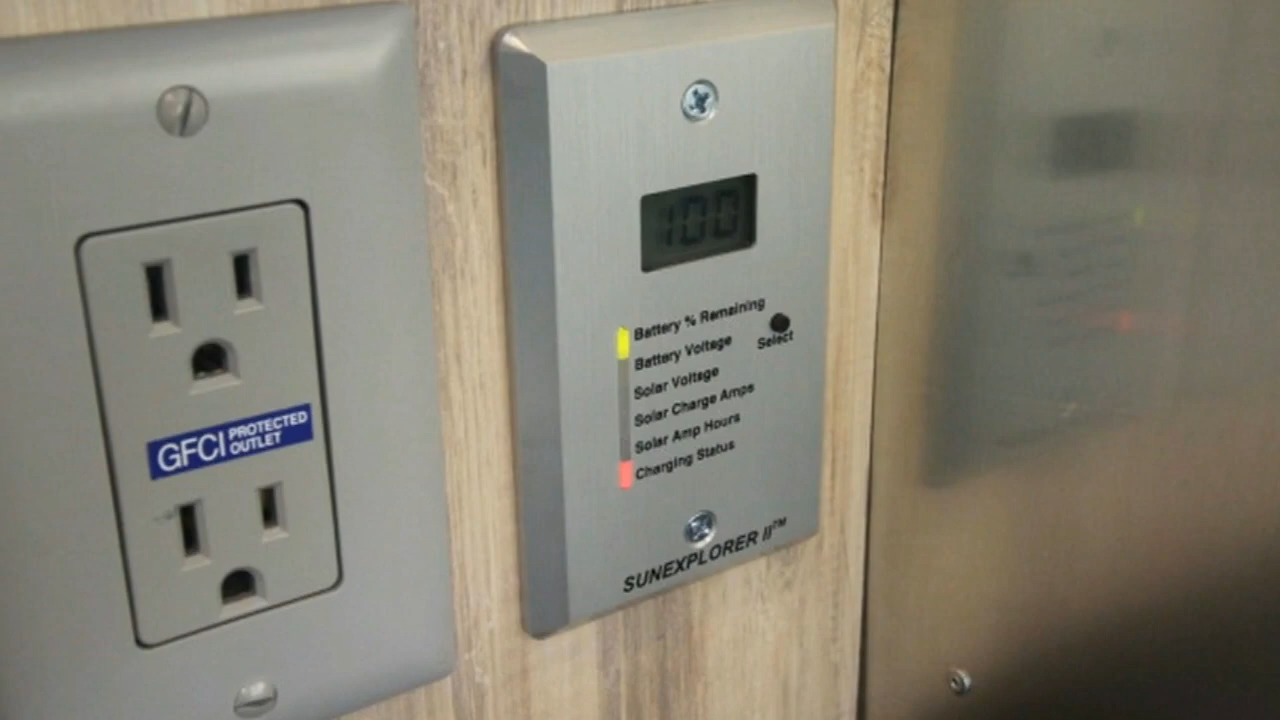 GFCI PROTECTED OUTLET
100
Battery % Remaining
Battery Voltage
Select
Solar Voltage
Solar Charge Amps
Solar Amp Hours
Charging Status
SUNEXPLORER II™